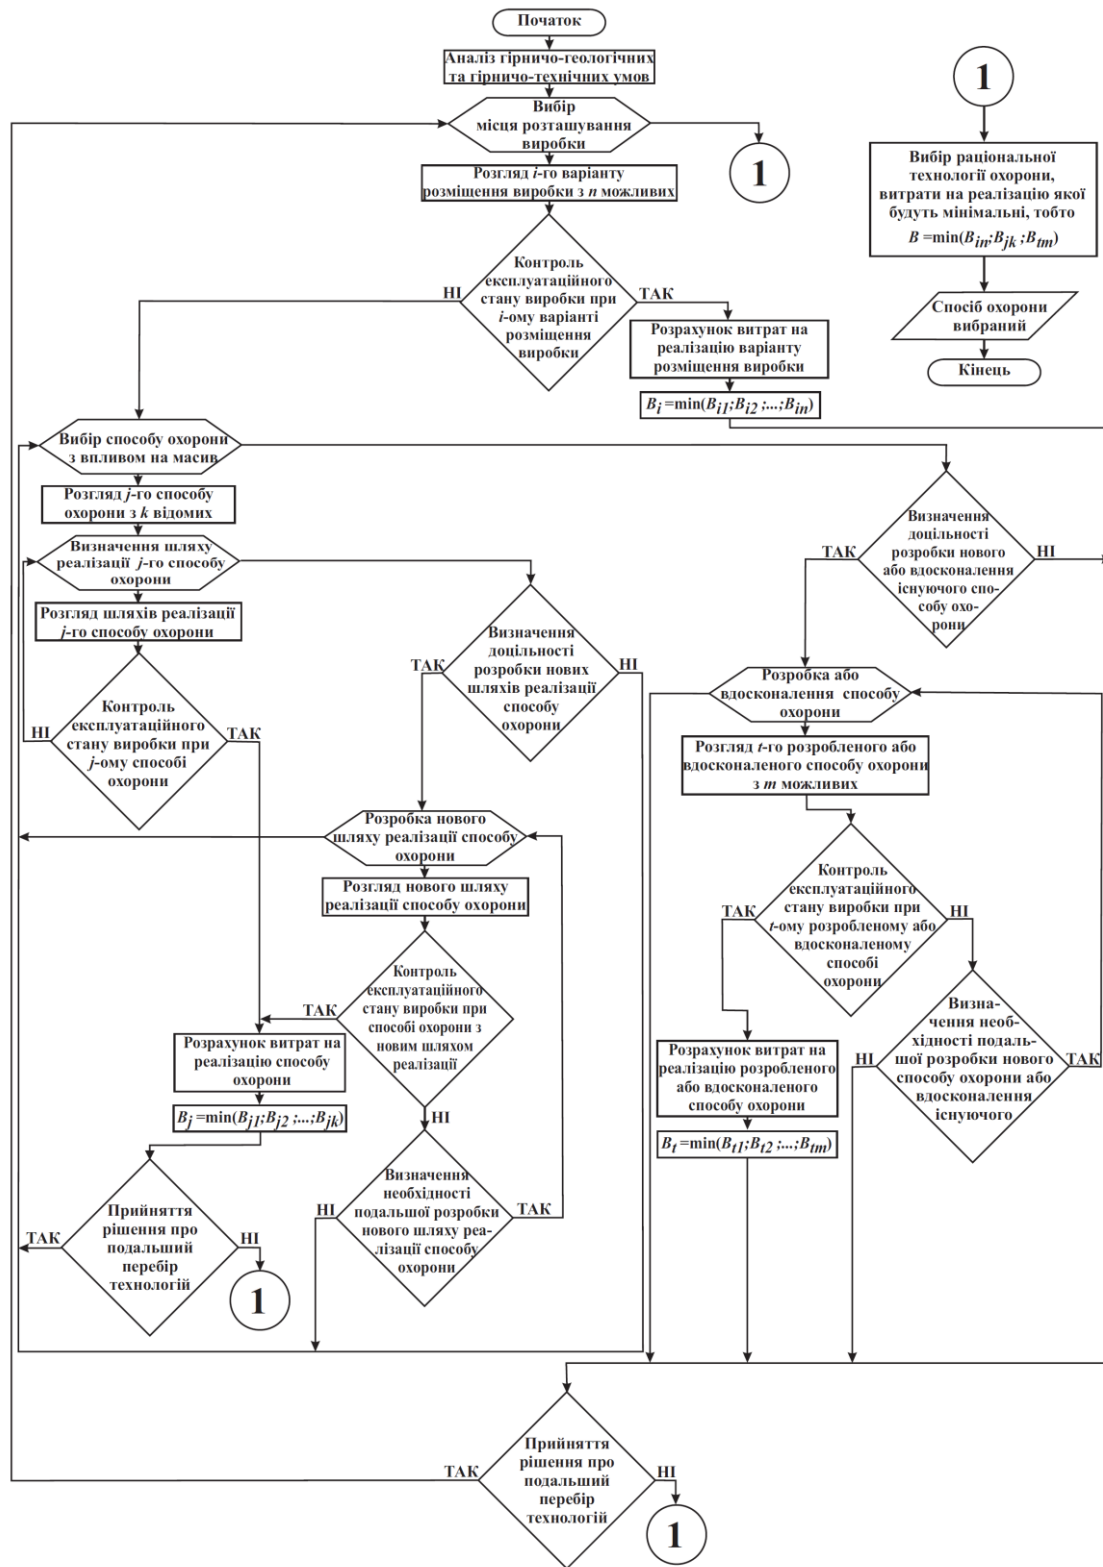 Початок
Аналіз гірничо-геологічних
та гірничо-технічних умов
Вибір
місця розташування
виробки
1
Розгляд i-го варіанту
розміщення виробки з n можливих
Контроль
експлуатаційного
стану виробки при
i-ому варіанті
розміщення
виробки
НІ
ТАК
Розрахунок витрат на
реалізацію варіанту
розміщення виробки
Bi =min(Bi1;Bi2 ;...;Bin)
1
Вибір раціональної
технології охорони,
витрати на реалізацію якої
будуть мінімальні, тобто
B =min(Bin;Bjk ;Btm)
Спосіб охорони
вибраний
Кінець
Вибір способу охорони
з впливом на масив
Розгляд j-го способу
охорони з k відомих
Визначення шляху
реалізації j-го способу
охорони
Розгляд шляхів реалізації
j-го способу охорони
Контроль
експлуатаційного
стану виробки при
j-ому способі
охорони
НІ
ТАК
Визначення
доцільності
розробки нових
шляхів реалізації
способу
охорони
ТАК
НІ
Розробка нового
шляху реалізації способу
охорони
Розгляд нового шляху
реалізації способу охорони
Контроль
експлуатаційного
стану виробки при
способі охорони з
новим шляхом
реалізації
ТАК
НІ
Розрахунок витрат на
реалізацію способу
охорони
Bj =min(Bj1;Bj2 ;...;Bjk)
Прийняття
рішення про
подальший
перебір
технологій
ТАК
НІ
1
Визначення
необхідності
подальшої розробки
нового шляху реа-
лізації способу
охорони
НІ
ТАК
Визначення
доцільності
розробки нового
або вдосконалення
існуючого спо-
собу охо-
рони
ТАК
НІ
Розробка або
вдосконалення способу
охорони
Розгляд t-го розробленого або
вдосконаленого способу охорони
з m можливих
Контроль
експлуатаційного
стану виробки при
t-ому розробленому або
вдосконаленому
способі
охорони
ТАК
НІ
Розрахунок витрат на
реалізацію розробленого
або вдосконаленого
способу охорони
Bt =min(Bt1;Bt2 ;...;Btm)
Визна-
чення необ-
хідності подаль-
шої розробки нового
способу охорони або
вдосконалення
існуючого
НІ
ТАК
Прийняття
рішення про
подальший
перебір
технологій
ТАК
НІ
1